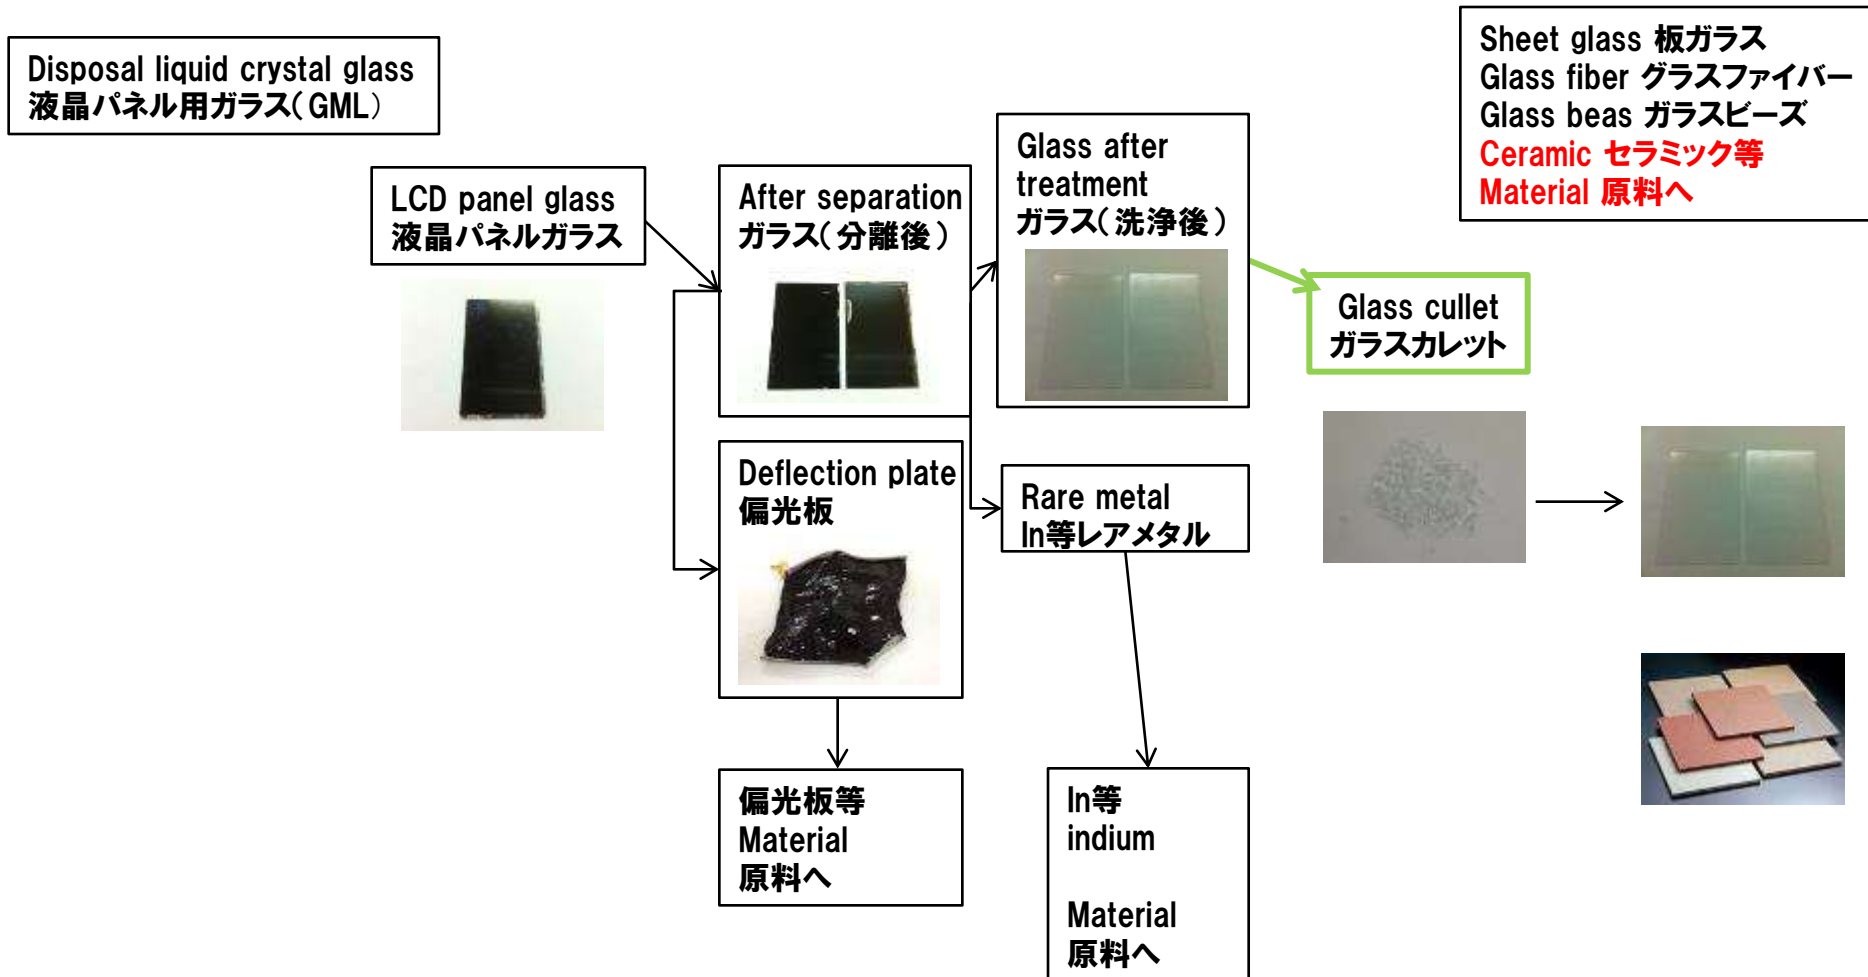 Disposal liquid crystal glass
液晶パネル用ガラス(GML)
LCD panel glass
液晶パネルガラス
After separation
ガラス(分離後)
Glass after
treatment
ガラス(洗浄後)
Sheet glass 板ガラス
Glass fiber グラスファイバー
Glass beas ガラスビーズ
Ceramic セラミック等
Material 原料へ
Glass cullet
ガラスカレット
Deflection plate
偏光板
Rare metal
In等レアメタル
偏光板等
Material
原料へ
In等
indium
Material
原料へ